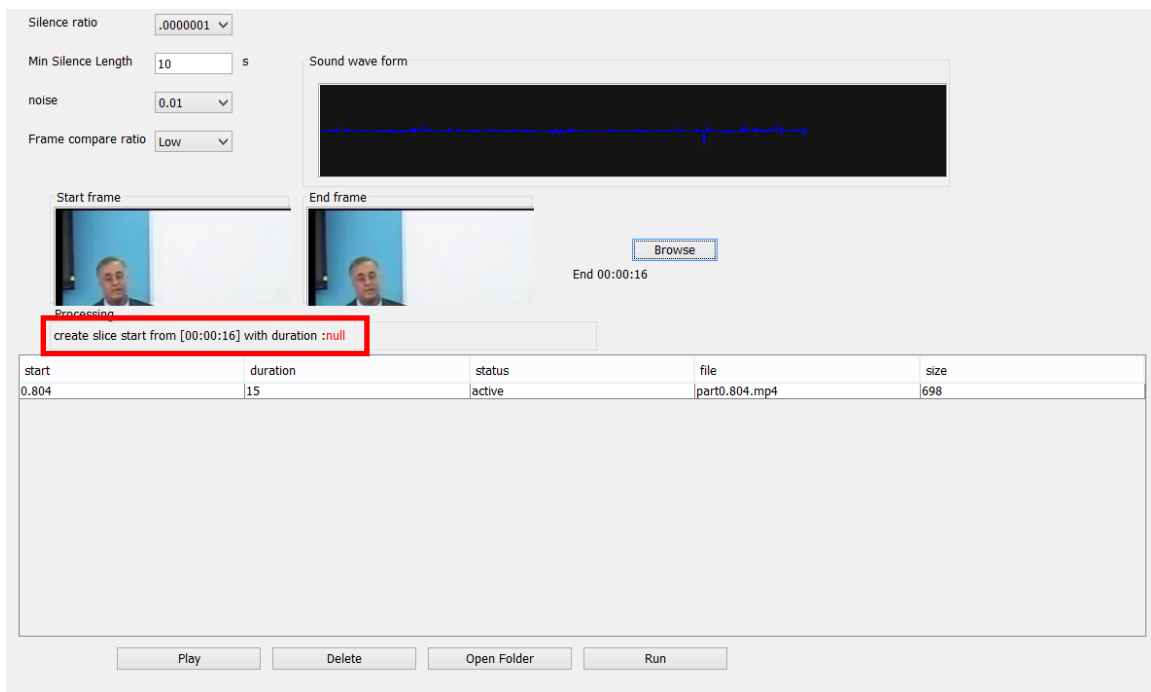 Silence ratio .0000001
Min Silence Length 10 s
Sound wave form
noise 0.01
Frame compare ratio Low
Start frame End frame
Browse
End 00:00:16
Processing
create slice start from [00:00:16] with duration :null
start duration status file size
0.804 15 active part0.804.mp4 698
Play Delete Open Folder Run